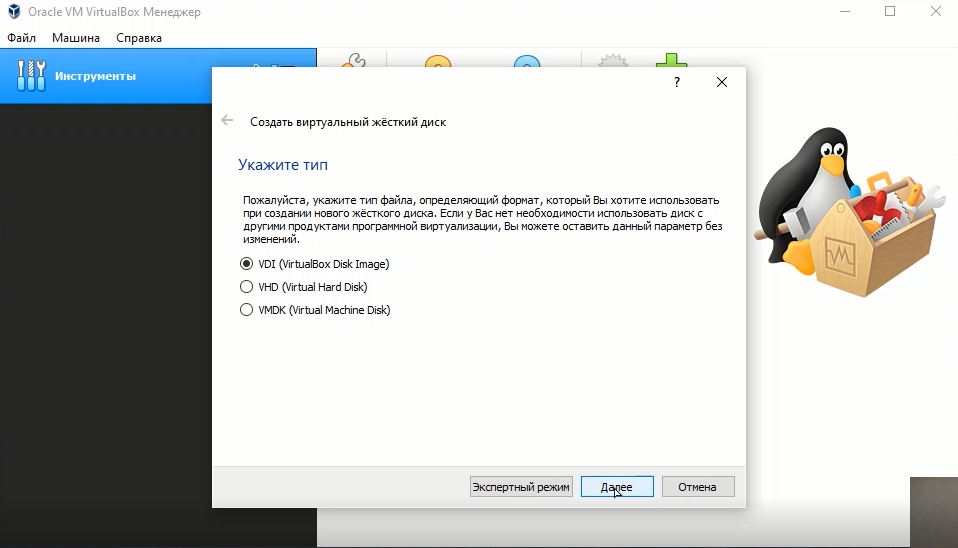 Oracle VM VirtualBox Менеджер
Файл Машина Справка
Инструменты
?
Создать виртуальный жёсткий диск
Укажите тип
Пожалуйста, укажите тип файла, определяющий формат, который Вы хотите использовать
при создании нового жёсткого диска. Если у Вас нет необходимости использовать диск с
другими продуктами программной виртуализации, Вы можете оставить данный параметр без
изменений.
VDI (VirtualBox Disk Image)
VHD (Virtual Hard Disk)
VMDK (Virtual Machine Disk)
Экспертный режим Далее Отмена